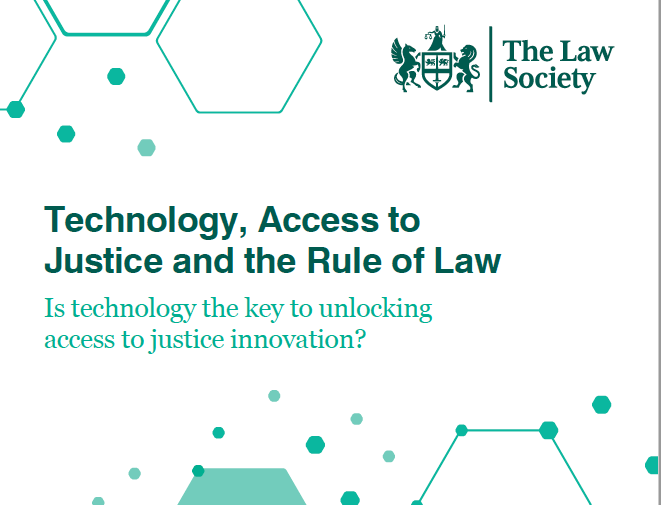 The Law
Society
Technology, Access to
Justice and the Rule of Law
Is technology the key to unlocking
access to justice innovation?